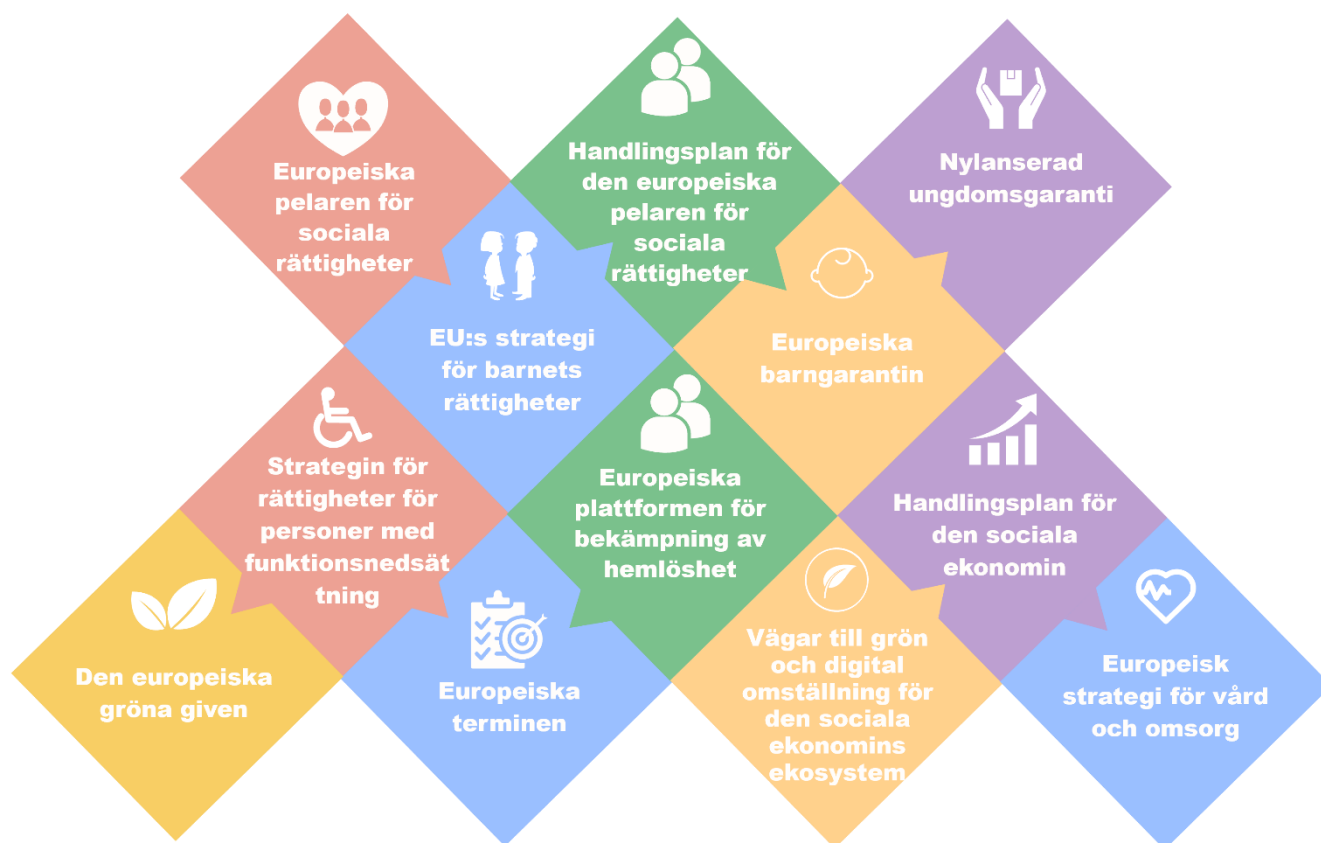 Europeiska
pelaren för
sociala
rättigheter
Handlingsplan för
den europeiska
pelaren för
sociala
rättigheter
Nylanserad
ungdomsgaranti
EU:s strategi
för barnets
rättigheter
Europeiska
barngarantin
Strategin för
rättigheter för
personer med
funktionsnedsät
tning
Europeiska
plattformen för
bekämpning av
hemlöshet
Handlingsplan för
den sociala
ekonomin
Den europeiska
gröna given
Europeiska
terminen
Vägar till grön
och digital
omställning för
den sociala
ekonomins
ekosystem
Europeisk
strategi för vård
och omsorg